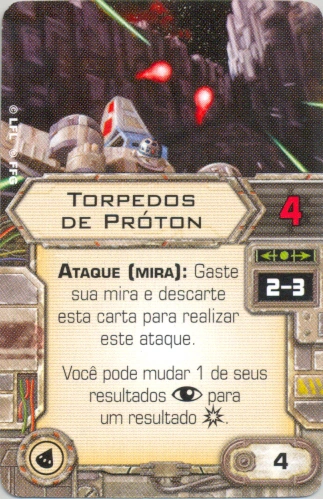 © LFL © FFG
TORPEDOS
DE PRÓTON
4
ATAQUE (MIRA): Gaste
sua mira e descarte
esta carta para realizar
este ataque.
2-3
Você pode mudar 1 de seus
resultados para
um resultado .
4